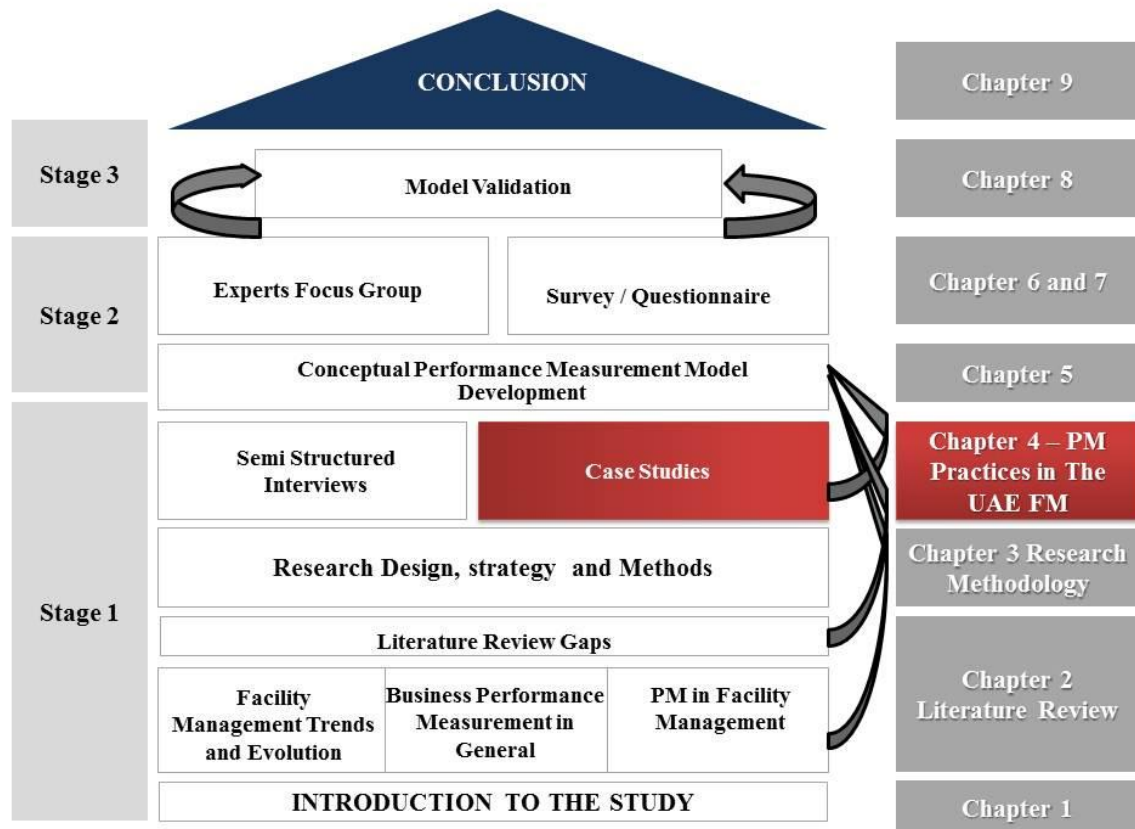 CONCLUSION
Chapter 9
Stage 3
Model Validation
Chapter 8
Stage 2
Experts Focus Group
Survey / Questionnaire
Chapter 6 and 7
Conceptual Performance Measurement Model
Development
Chapter 5
Stage 1
Semi Structured
Interviews
Case Studies
Chapter 4 – PM
Practices in The
UAE FM
Research Design, strategy and Methods
Chapter 3 Research
Methodology
Literature Review Gaps
Facility
Management Trends
and Evolution
Business Performance
Measurement in
General
PM in Facility
Management
Chapter 2
Literature Review
INTRODUCTION TO THE STUDY
Chapter 1